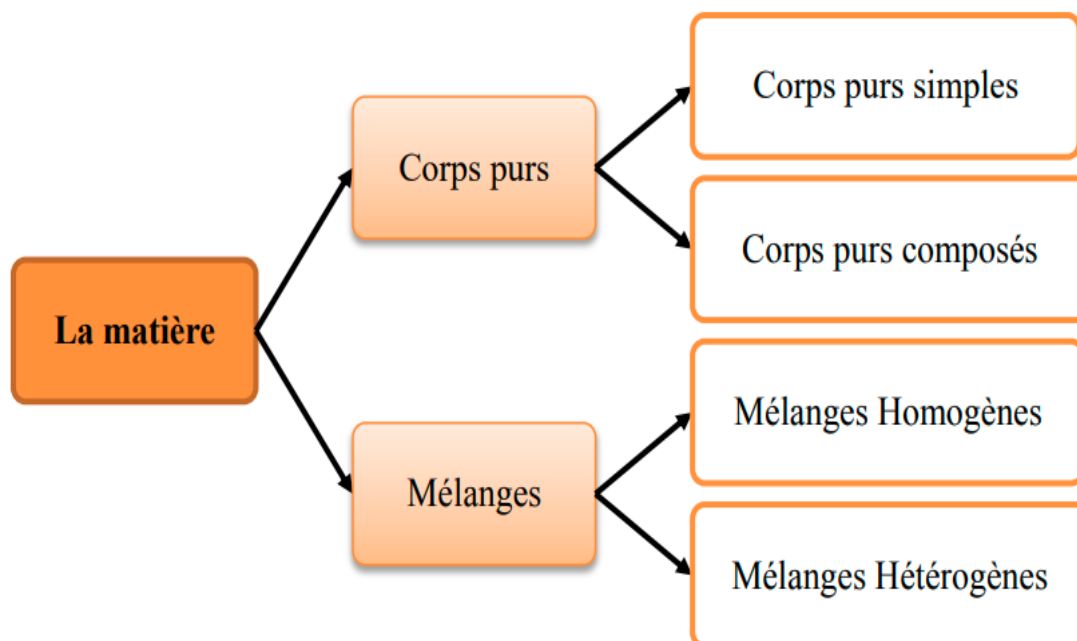 La matière
Corps purs
Corps purs simples
Corps purs composés
Mélanges
Mélanges Homogènes
Mélanges Hétérogènes